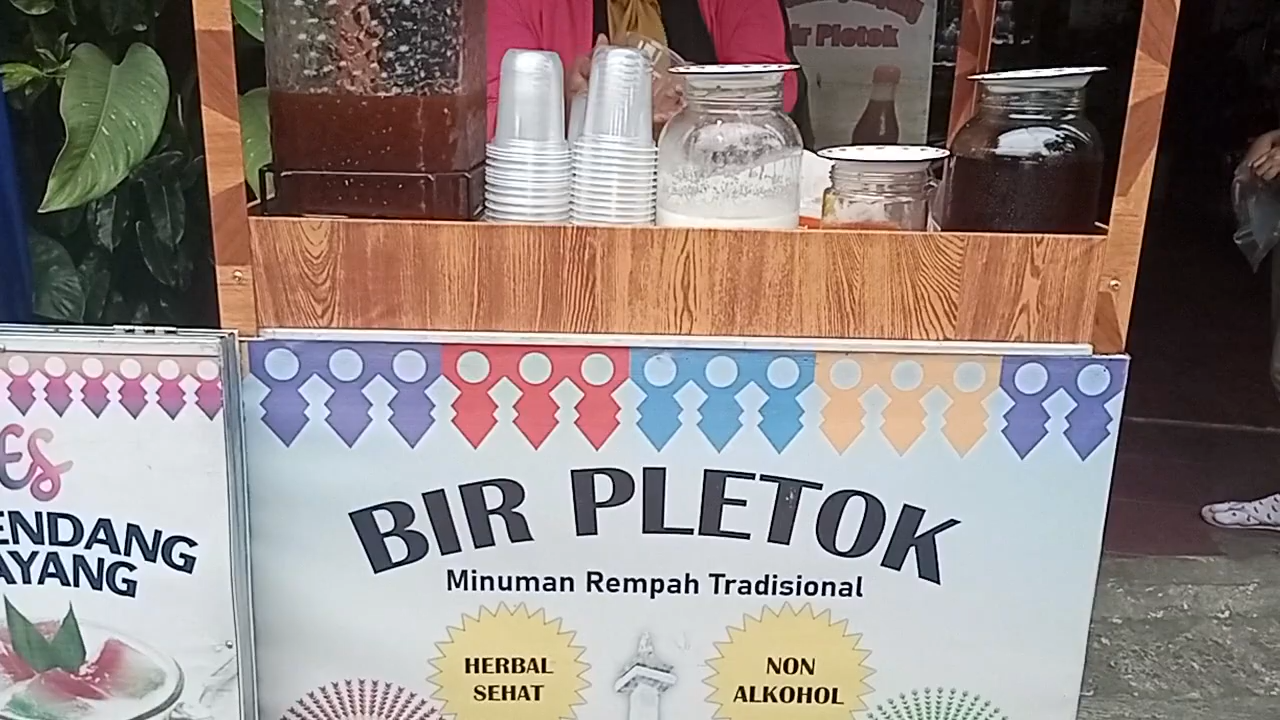 ir Pletok
BIR PLETOK
Minuman Rempah Tradisional
HERBAL
SEHAT
NON
ALKOHOL
ES
ENDANG
AYANG